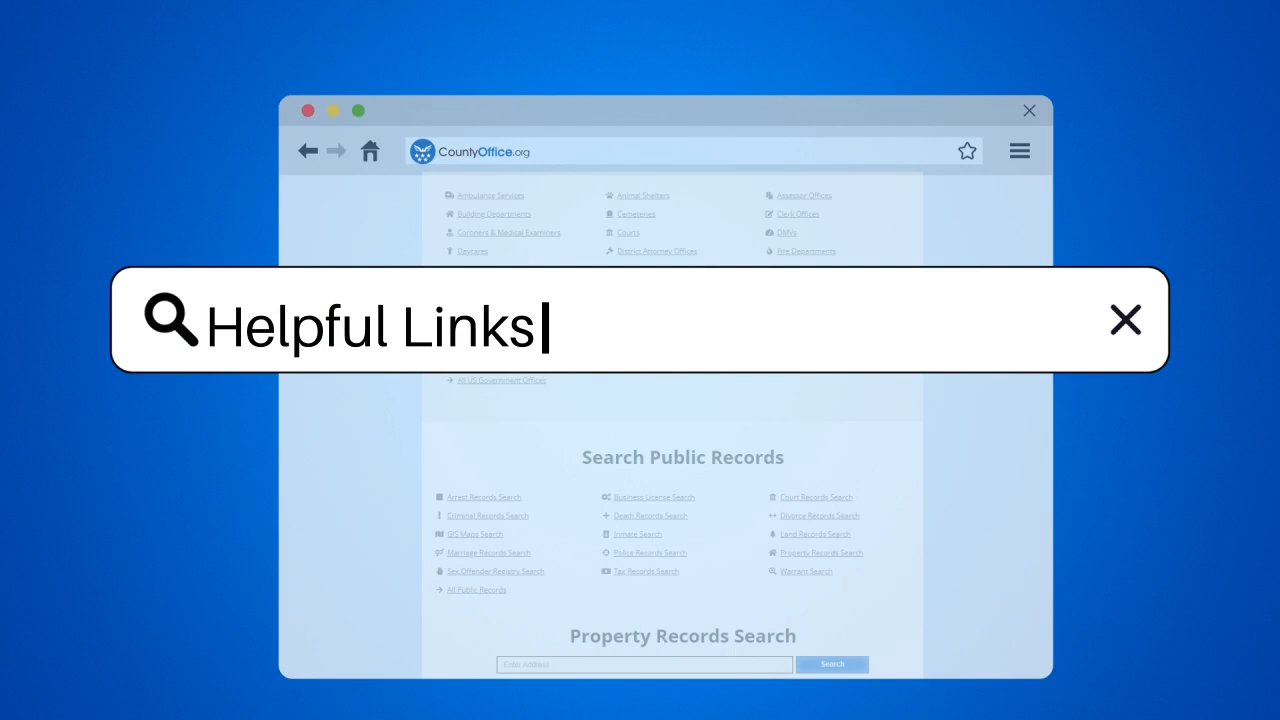 CountyOffice.org
Ambulance Services Animal Shelters Assessor Offices
Building Departments Cemeteries Clerk Offices
Coroners & Medical Examiners Courts DMVs
Daycares District Attorney Offices Fire Departments
Helpful Links
All US Government Offices
Search Public Records
Arrest Records Search Business License Search Court Records Search
Criminal Records Search Death Records Search Divorce Records Search
GIS Maps Search Inmate Search Land Records Search
Marriage Records Search Police Records Search Property Records Search
Sex Offender Registry Search Tax Records Search Warrant Search
All Public Records
Property Records Search
Enter Address Search